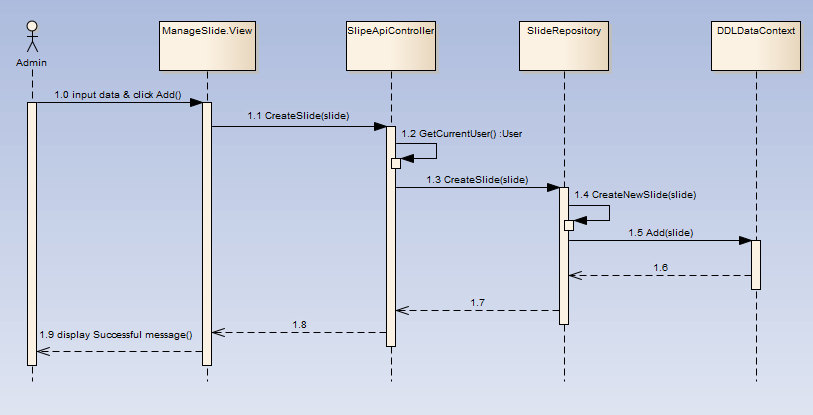 ManageSlide.View
SlipeApiController
SlideRepository
DDLDataContext
Admin
1.0 input data & click Add()
1.1 CreateSlide(slide)
1.2 GetCurrentUser() :User
1.3 CreateSlide(slide)
1.4 CreateNewSlide(slide)
1.5 Add(slide)
1.6
1.7
1.8
1.9 display Successful message()